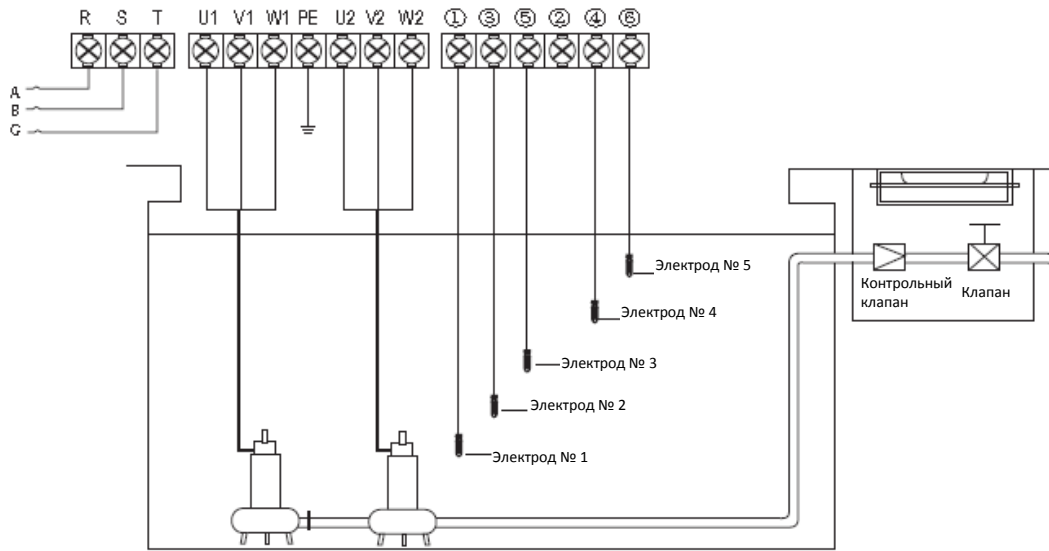 R S T U1 V1 W1 PE U2 V2 W2 ① ③ ⑤ ② ④ ⑥
A
B
G
Электрод № 5
Электрод № 4
Электрод № 3
Электрод № 2
Электрод № 1
Контрольный
клапан
Клапан